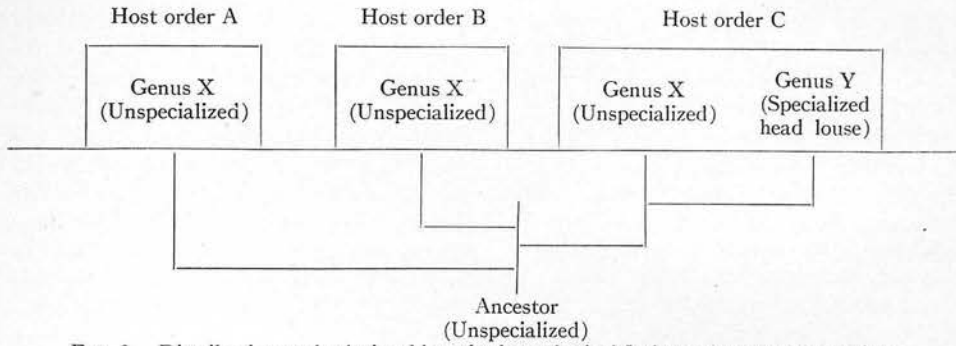 Host order A
Host order B
Host order C
Genus X
(Unspecialized)
Genus X
(Unspecialized)
Genus X
(Unspecialized)
Genus Y
(Specialized
head louse)
Ancestor
(Unspecialized)